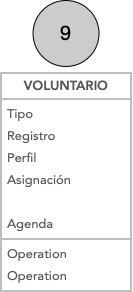 9
VOLUNTARIO
Tipo
Registro
Perfil
Asignación
Agenda
Operation
Operation